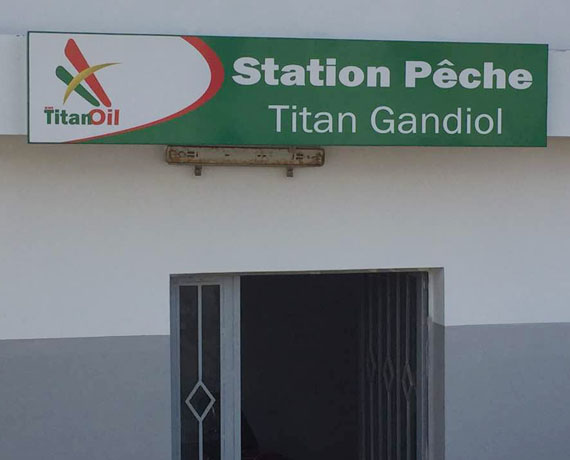 Station Pêche
Titan Gandiol
TitanOil